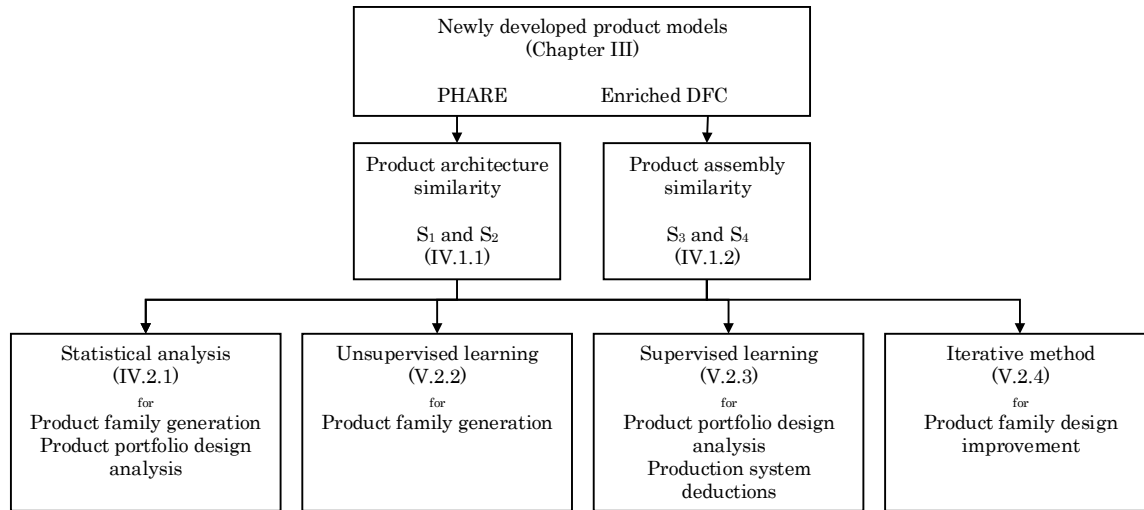 Newly developed product models
(Chapter III)
PHARE
Enriched DFC
Product architecture
similarity
S₁ and S₂
(IV.1.1)
Product assembly
similarity
S₃ and S₄
(IV.1.2)
Statistical analysis
(IV.2.1)
for
Product family generation
Product portfolio design
analysis
Unsupervised learning
(V.2.2)
for
Product family generation
Supervised learning
(V.2.3)
for
Product portfolio design
analysis
Production system
deductions
Iterative method
(V.2.4)
for
Product family design
improvement